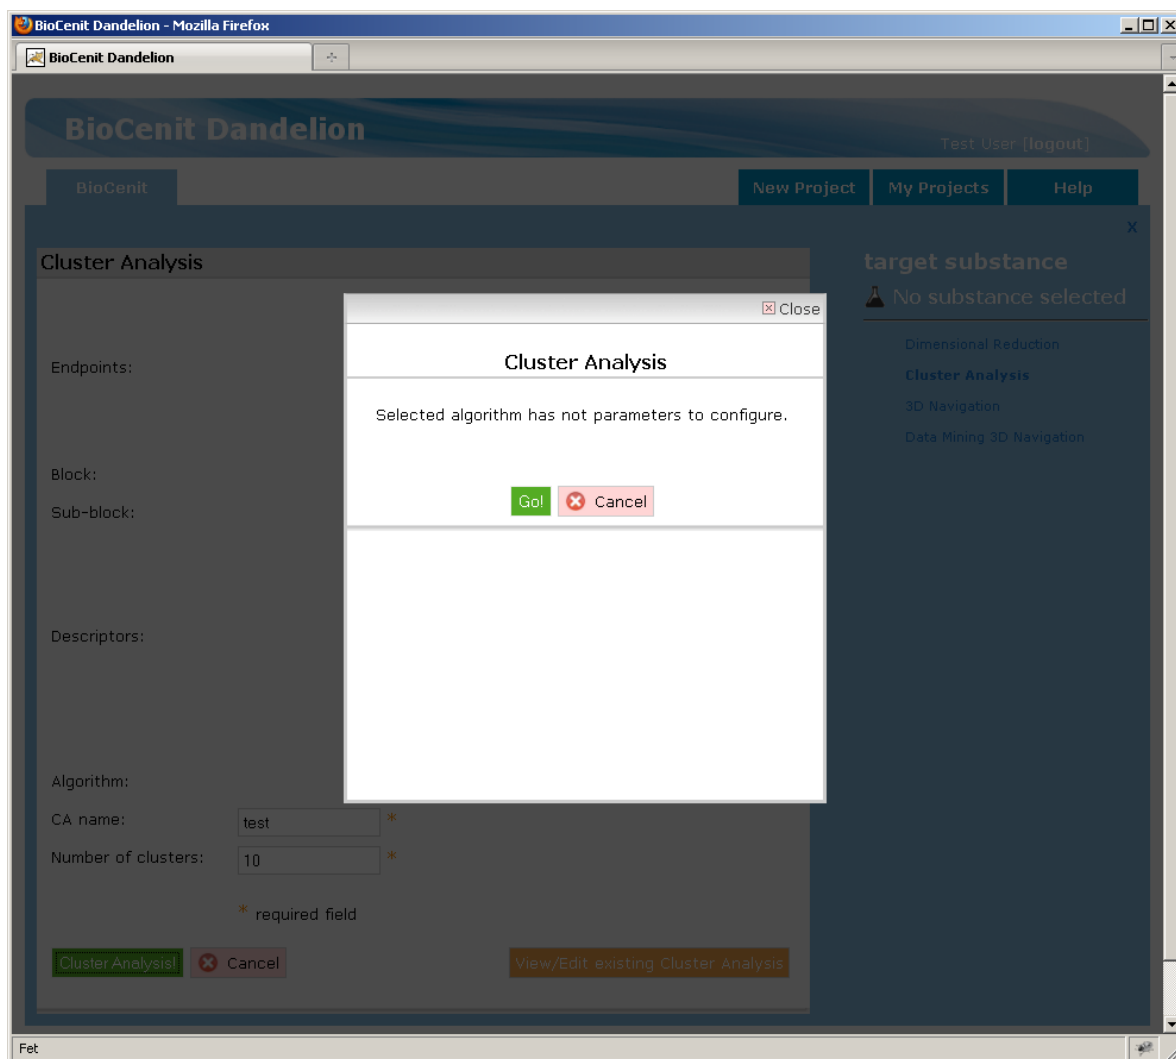 BioCenit Dandelion - Mozilla Firefox
BioCenit Dandelion
BioCenit Dandelion
Test User [logout]
BioCenit
New Project
My Projects
Help
x
Cluster Analysis
target substance
No substance selected
Close
Dimensional Reduction
Cluster Analysis
Cluster Analysis
Endpoints:
3D Navigation
Selected algorithm has not parameters to configure.
Data Mining 3D Navigation
Block:
Go! Cancel
Sub-block:
Descriptors:
Algorithm:
CA name: test *
Number of clusters: 10 *
* required field
Cluster Analysis! Cancel View/Edit existing Cluster Analysis
Fet